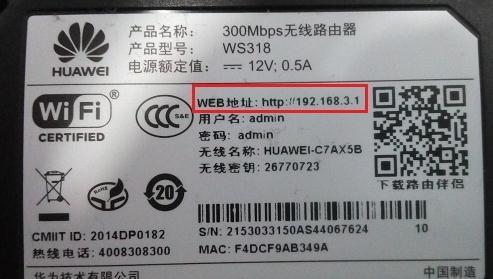 HUAWEI
产品名称: 300Mbps无线路由器
产品型号: WS318
电源额定值: ⎓ 12V; 0.5A
Wi Fi
CERTIFIED
CCC S&E
WEB地址: http://192.168.3.1
用户名: admin
密码: admin
无线名称: HUAWEI-C7AX5B
无线密钥: 26770723
下载路由伴侣
20
CMIIT ID: 2014DP0182
热线电话: 4008308300
S/N: 2153033150AS44067624 10
MAC: F4DCF9AB349A
华为技术有限公司
中国制造